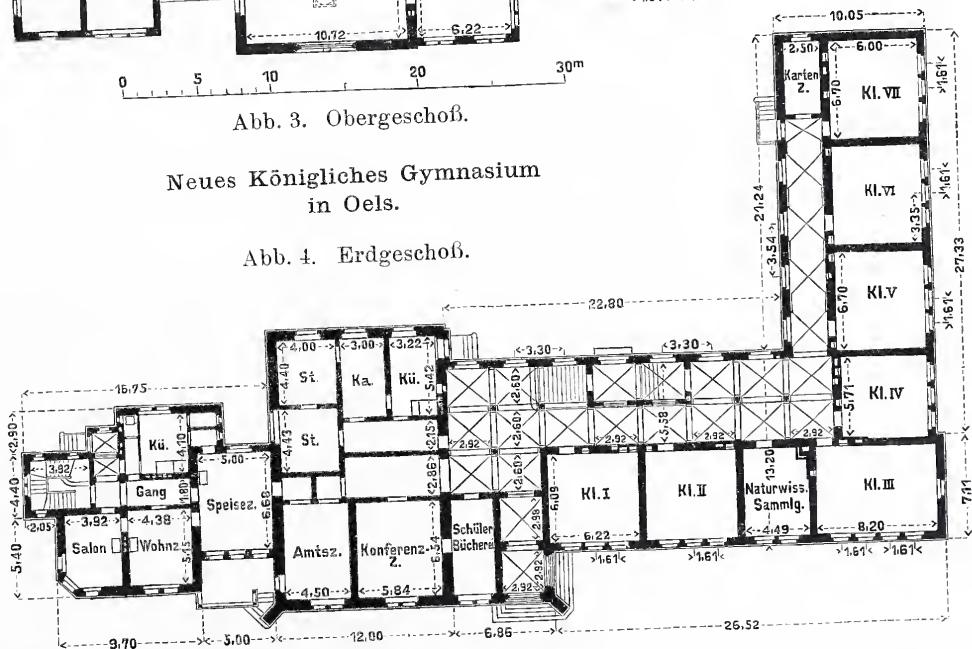 10,72
6,22
0 5 10 20 30m
Abb. 3. Obergeschoß.
Neues Königliches Gymnasium
in Oels.
Abb. 4. Erdgeschoß.
10,05
2,50
6,00
Karten
Z.
6,70
Kl. VII
1,61
21,24
Kl. VI
1,61
3,35
3,54
27,33
6,70
Kl. V
1,61
22,80
3,30
3,30
4,00
3,00
3,22
4,40
St.
Ka.
Kü.
5,42
2,60
5,71
Kl. IV
16,75
2,90
Kü.
4,10
4,43
St.
2,15
2,92
2,60
2,92
5,58
2,92
2,92
3,82
5,00
2,86
2,60
13,20
4,40
Gang
1,80
Speisez.
6,68
6,09
Kl. I
Kl. II
Naturwiss.
Sammlg.
Kl. III
7,11
2,05
3,92
4,38
2,98
6,22
4,49
8,20
5,40
Salon
Wohnz.
5,15
Amtsz.
Konferenz-
Z.
6,54
Schüler
Bücherei
1,61
1,61
1,61
1,61
2,92
4,50
5,84
2,92
9,70
5,00
12,00
6,86
26,52